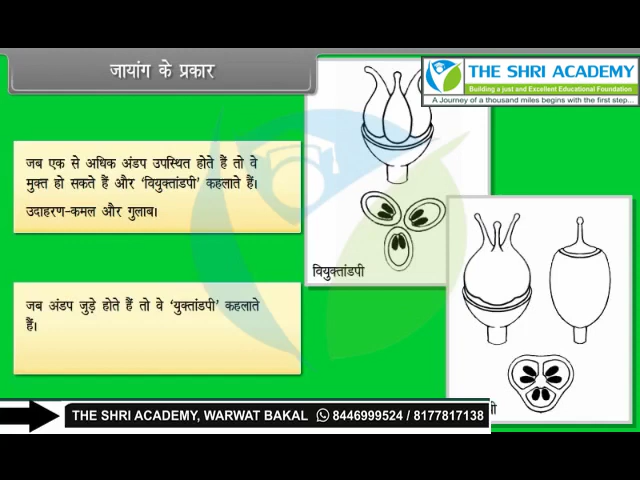 जायांग के प्रकार
THE SHRI ACADEMY
Building a just and Excellent Educational Foundation
A Journey of a thousand miles begins with the first step...
जब एक से अधिक अंडप उपस्थित होते हैं तो वे
मुक्त हो सकते हैं और ‘वियुक्तांडपी’ कहलाते हैं।
उदाहरण-कमल और गुलाब।
वियुक्तांडपी
जब अंडप जुड़े होते हैं तो वे ‘युक्तांडपी’ कहलाते
हैं।
THE SHRI ACADEMY, WARWAT BAKAL 8446999524 / 8177817138